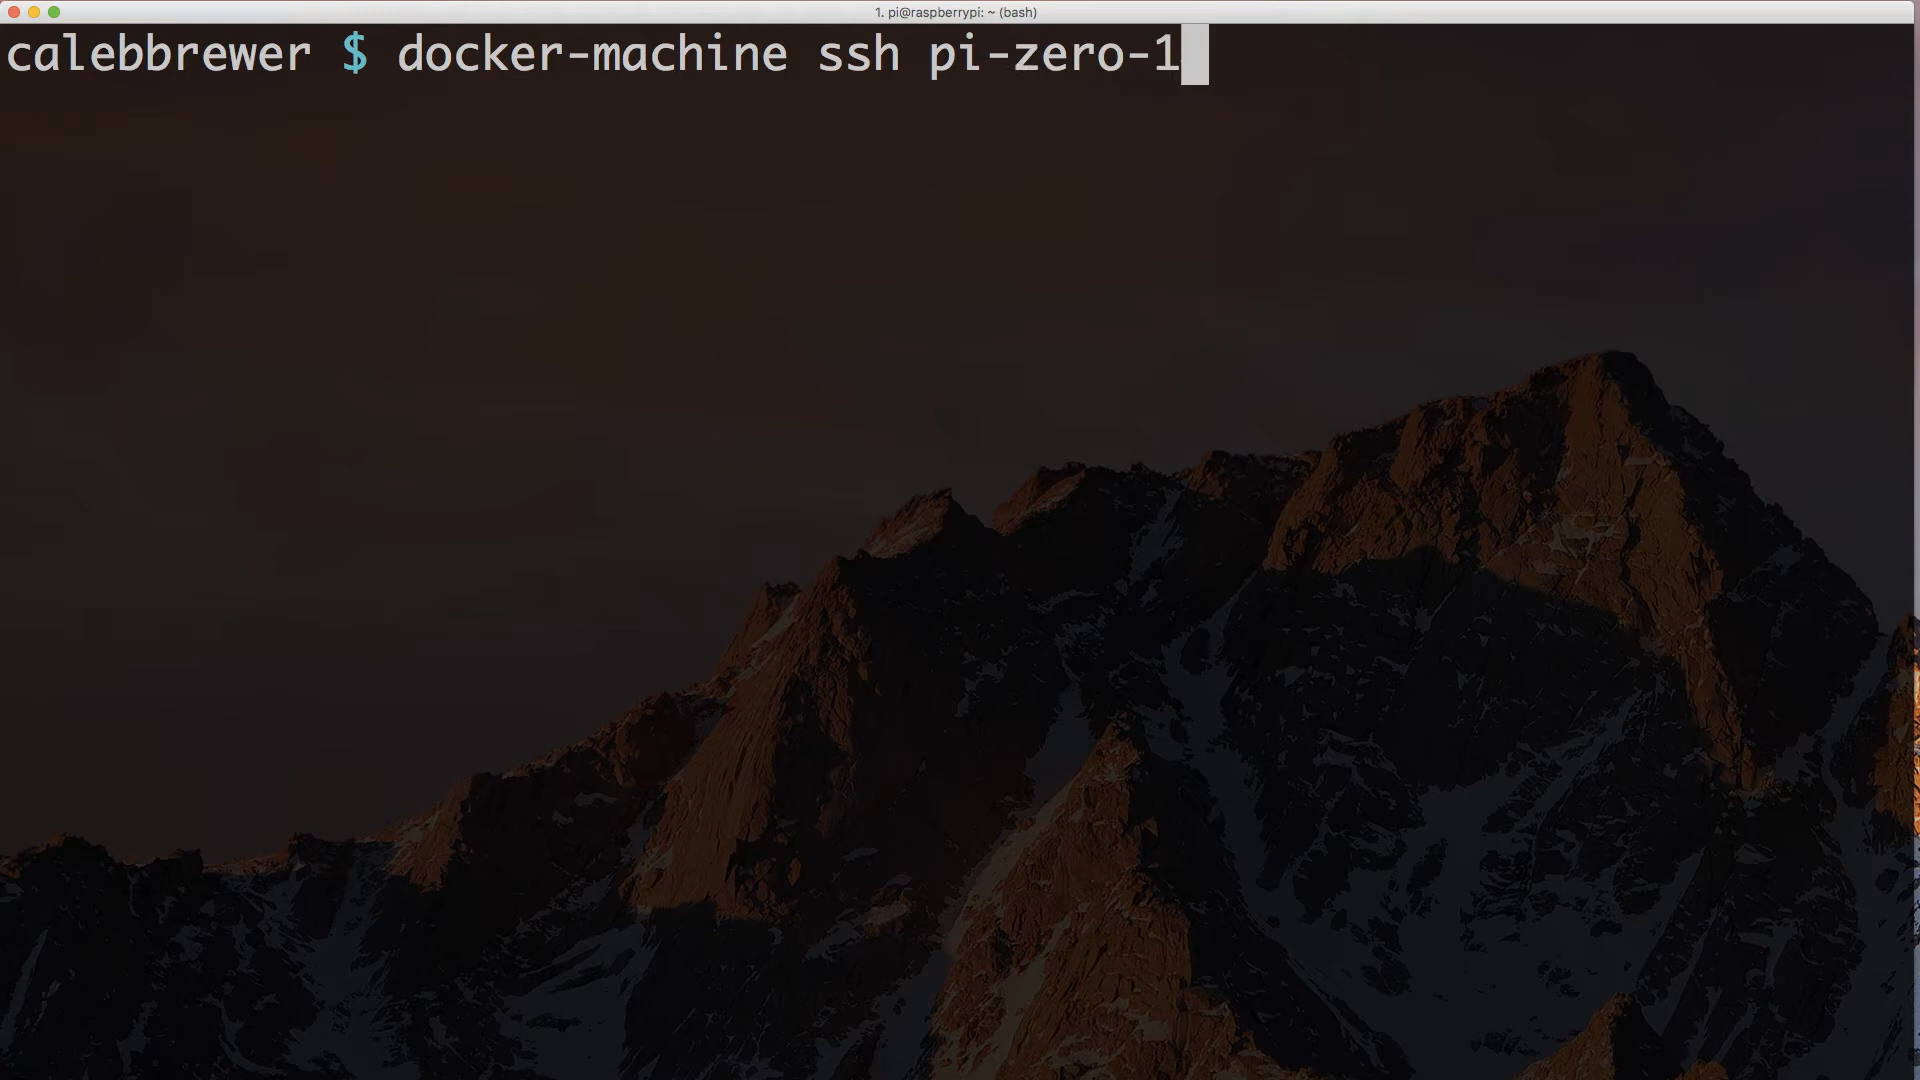 1. pi@raspberrypi: ~ (bash)
calebbrewer $ docker-machine ssh pi-zero-1